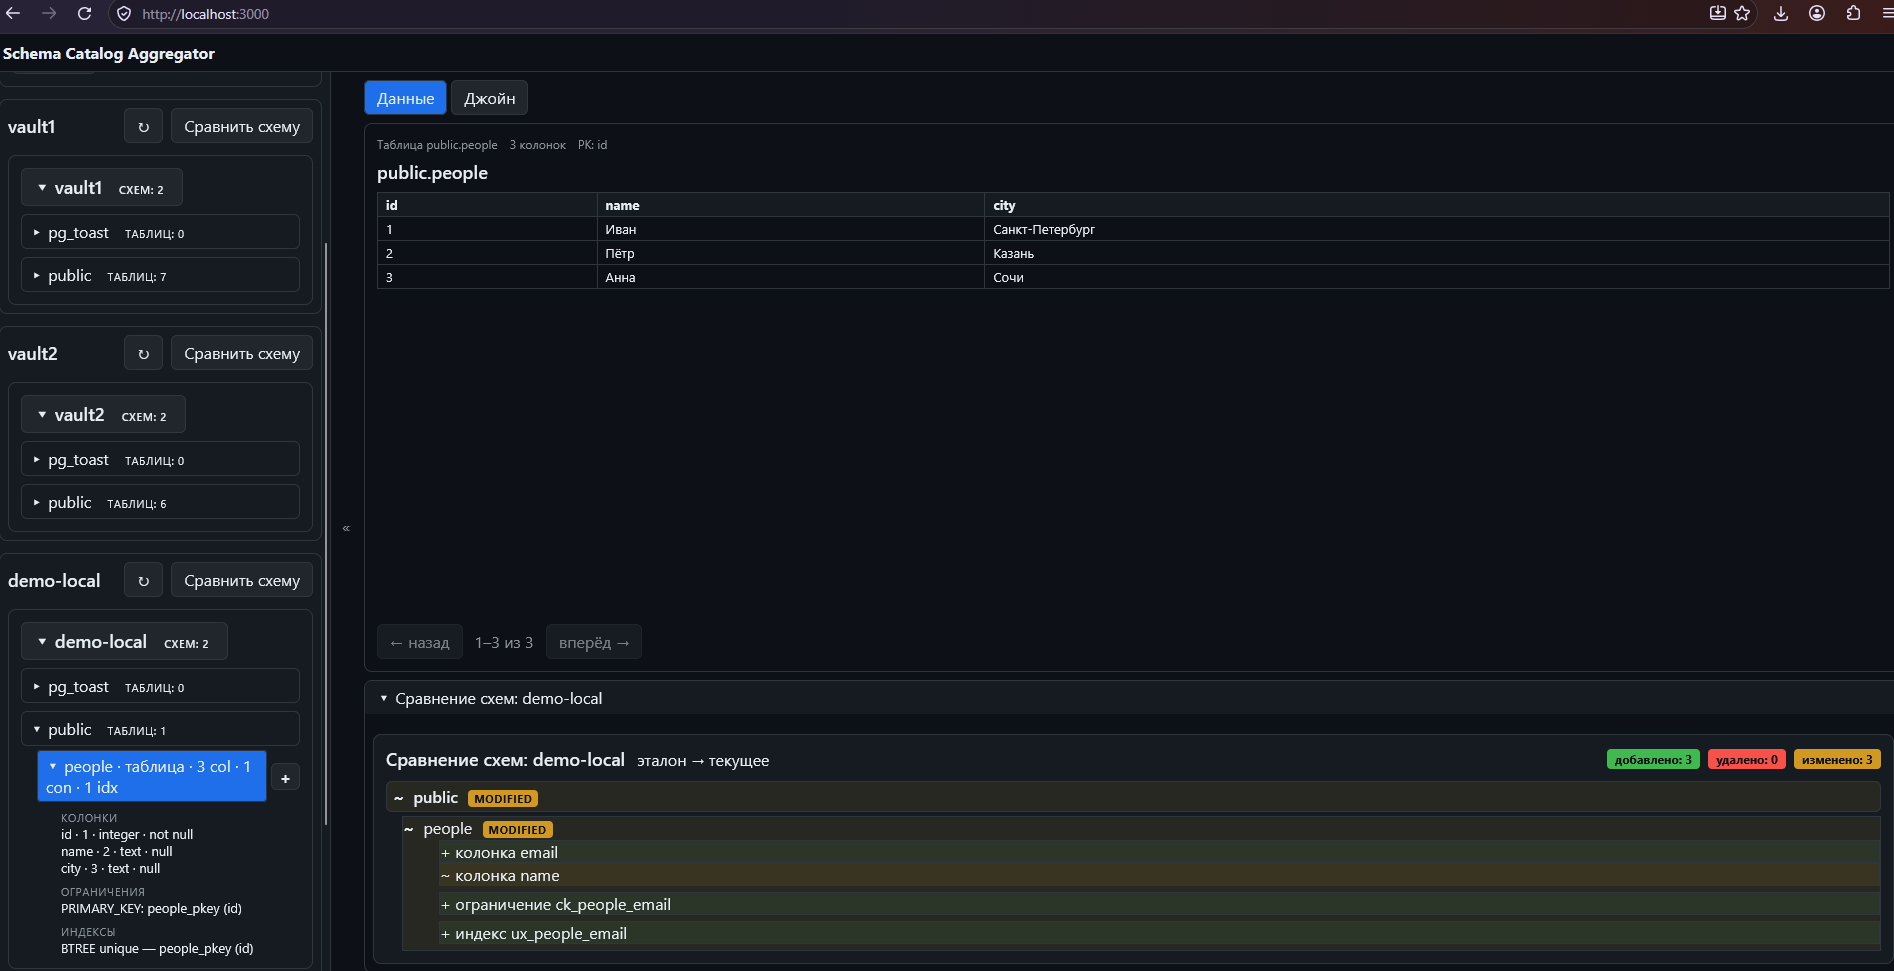 http://localhost:3000
Schema Catalog Aggregator
vault1
↻
Сравнить схему
▾ vault1 СХЕМ: 2
▸ pg_toast ТАБЛИЦ: 0
▸ public ТАБЛИЦ: 7
vault2
↻
Сравнить схему
▾ vault2 СХЕМ: 2
▸ pg_toast ТАБЛИЦ: 0
▸ public ТАБЛИЦ: 6
demo-local
↻
Сравнить схему
▾ demo-local СХЕМ: 2
▸ pg_toast ТАБЛИЦ: 0
▾ public ТАБЛИЦ: 1
▾ people · таблица · 3 col · 1
con · 1 idx
+
КОЛОНКИ
id · 1 · integer · not null
name · 2 · text · null
city · 3 · text · null
ОГРАНИЧЕНИЯ
PRIMARY_KEY: people_pkey (id)
ИНДЕКСЫ
BTREE unique — people_pkey (id)
«
Данные
Джойн
Таблица public.people 3 колонок PK: id
public.people
id name city
1 Иван Санкт-Петербург
2 Пётр Казань
3 Анна Сочи
← назад 1–3 из 3 вперёд →
▾ Сравнение схем: demo-local
Сравнение схем: demo-local эталон → текущее
добавлено: 3 удалено: 0 изменено: 3
~ public MODIFIED
~ people MODIFIED
+ колонка email
~ колонка name
+ ограничение ck_people_email
+ индекс ux_people_email